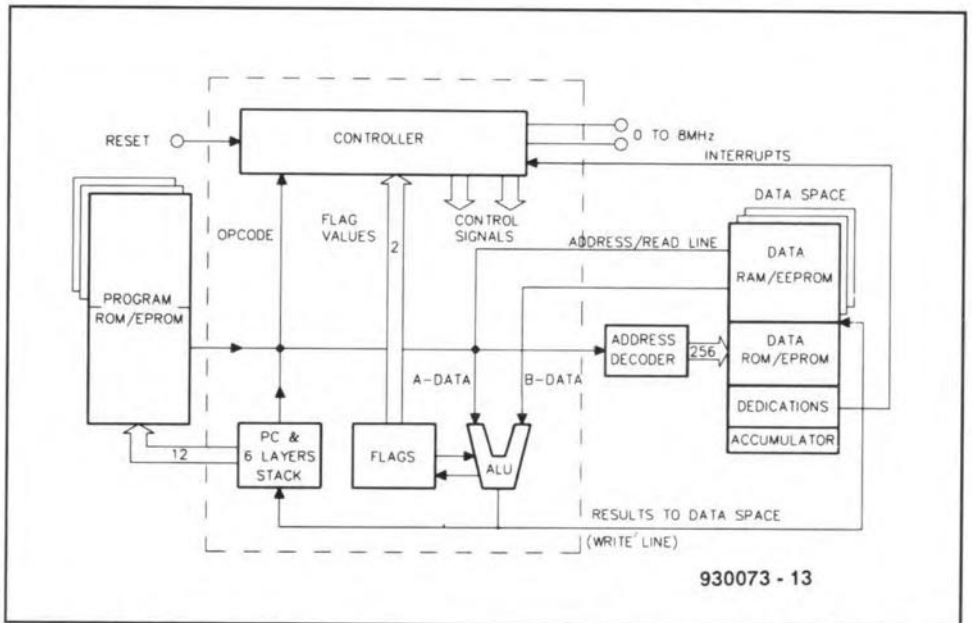 CONTROLLER
RESET
0 TO 8MHz
INTERRUPTS
DATA SPACE
OPCODE
FLAG
VALUES
2
CONTROL
SIGNALS
ADDRESS/READ LINE
DATA
RAM/EEPROM
PROGRAM
ROM/EPROM
ADDRESS
DECODER
256
DATA
ROM/EPROM
A-DATA
B-DATA
DEDICATIONS
ACCUMULATOR
12
PC &
6 LAYERS
STACK
FLAGS
ALU
RESULTS TO DATA SPACE
(WRITE' LINE)
930073 - 13